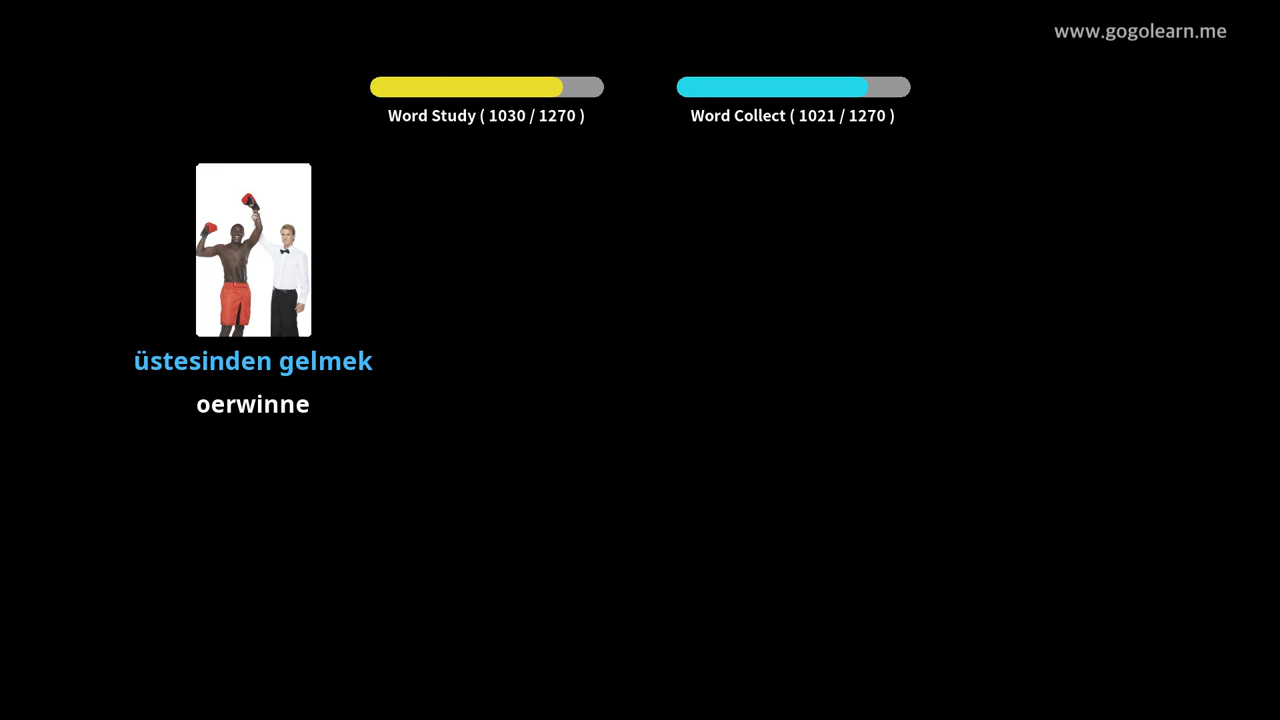 www.gogolearn.me
Word Study ( 1030 / 1270 )
Word Collect ( 1021 / 1270 )
üstesinden gelmek
oerwinne